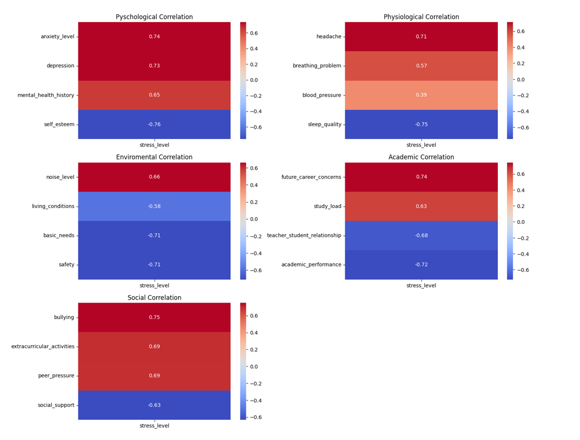 Pyschological Correlation
anxiety_level
0.74
depression
0.73
mental_health_history
0.65
self_esteem
-0.76
stress_level
0.6
0.4
0.2
0.0
−0.2
−0.4
−0.6
Physiological Correlation
headache
0.71
breathing_problem
0.57
blood_pressure
0.39
sleep_quality
-0.75
stress_level
0.6
0.4
0.2
0.0
−0.2
−0.4
−0.6
Enviromental Correlation
noise_level
0.66
living_conditions
-0.58
basic_needs
-0.71
safety
-0.71
stress_level
0.6
0.4
0.2
0.0
−0.2
−0.4
−0.6
Academic Correlation
future_career_concerns
0.74
study_load
0.63
teacher_student_relationship
-0.68
academic_performance
-0.72
stress_level
0.6
0.4
0.2
0.0
−0.2
−0.4
−0.6
Social Correlation
bullying
0.75
extracurricular_activities
0.69
peer_pressure
0.69
social_support
-0.63
stress_level
0.6
0.4
0.2
0.0
−0.2
−0.4
−0.6